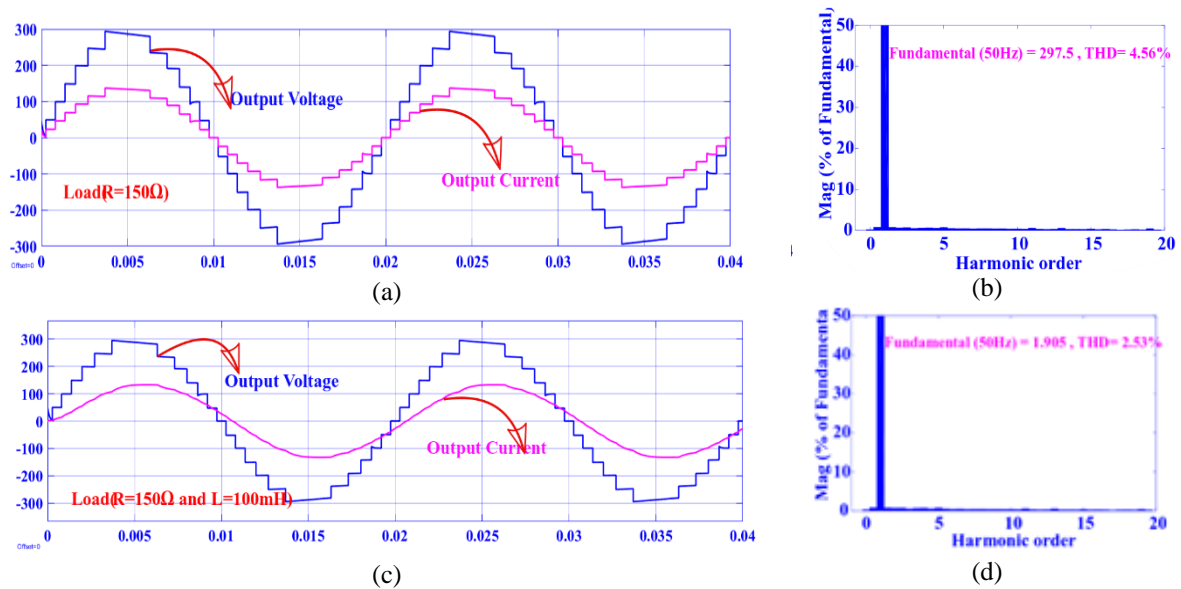 300
200
100
0
-100
-200
-300
Output Voltage
Output Current
Load(R=150Ω)
Offset=0
0 0.005 0.01 0.015 0.02 0.025 0.03 0.035 0.04
(a)
Mag (% of Fundamental)
50
40
30
20
10
0
Fundamental (50Hz) = 297.5 , THD= 4.56%
0 5 10 15 20
Harmonic order
(b)
300
200
100
0
-100
-200
-300
Output Voltage
Output Current
Load(R=150Ω and L=100mH)
Offset=0
0 0.005 0.01 0.015 0.02 0.025 0.03 0.035 0.04
(c)
Mag (% of Fundamenta
50
40
30
20
10
0
Fundamental (50Hz) = 1.905 , THD= 2.53%
0 5 10 15 20
Harmonic order
(d)